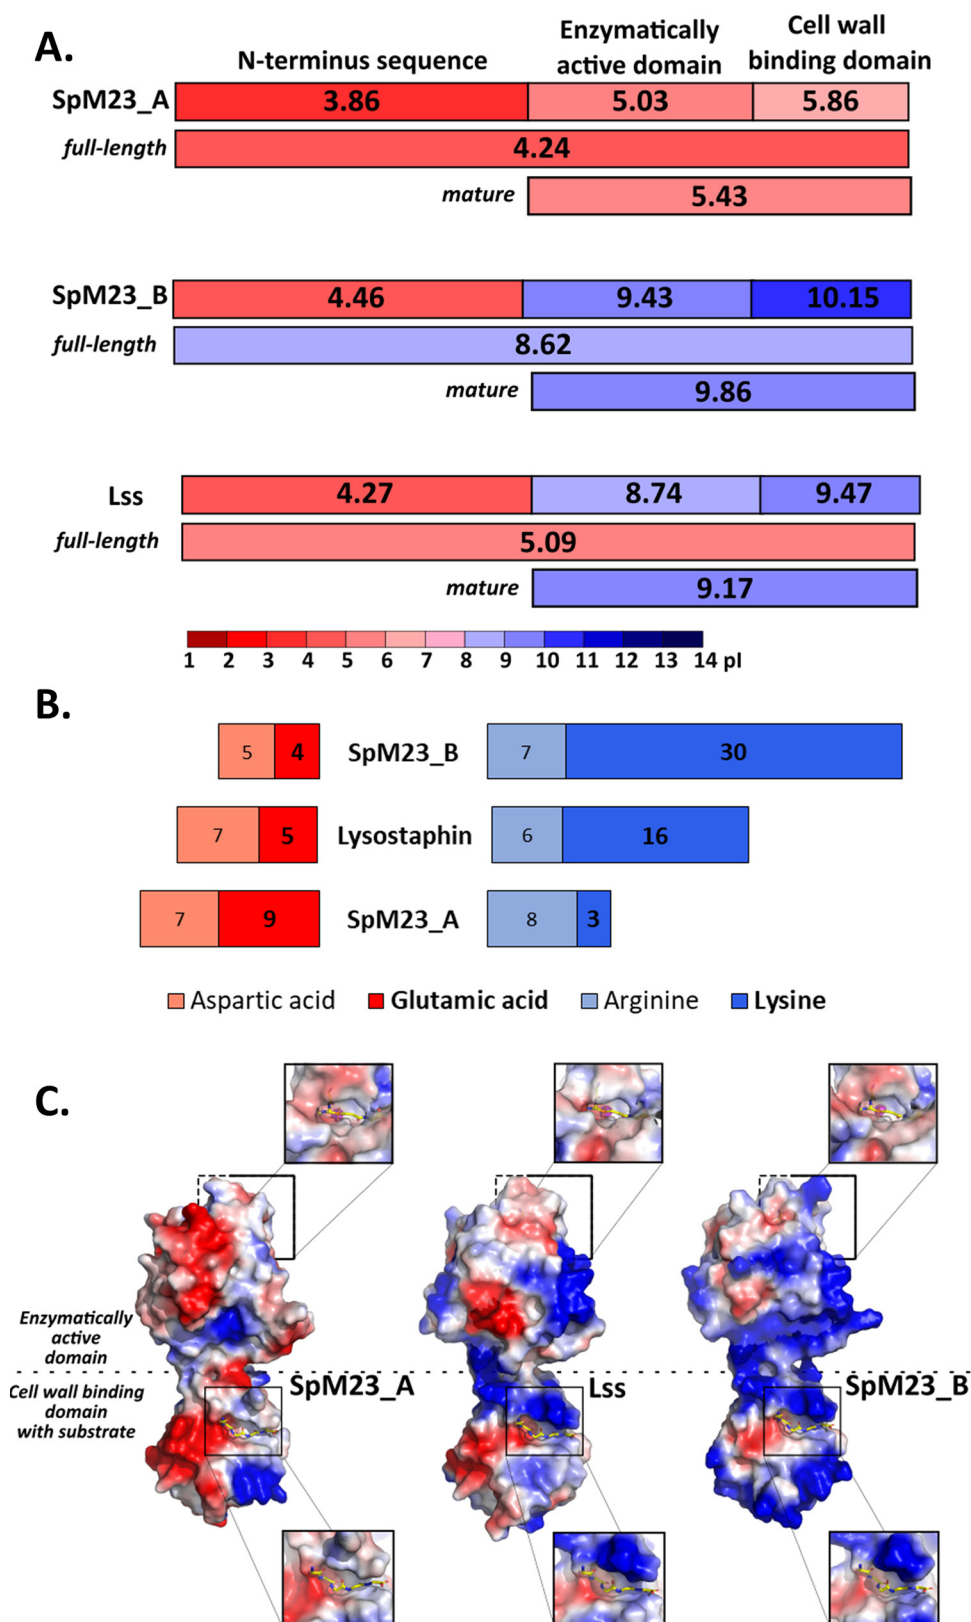 A.
N-terminus sequence
Enzymatically
active domain
Cell wall
binding domain
SpM23_A
3.86 5.03 5.86
full-length
4.24
mature
5.43
SpM23_B
4.46 9.43 10.15
full-length
8.62
mature
9.86
Lss
4.27 8.74 9.47
full-length
5.09
mature
9.17
1 2 3 4 5 6 7 8 9 10 11 12 13 14 pI
B.
5 4 SpM23_B 7 30
7 5 Lysostaphin 6 16
7 9 SpM23_A 8 3
Aspartic acid Glutamic acid Arginine Lysine
C.
Enzymatically
active
domain
SpM23_A Lss SpM23_B
Cell wall binding
domain
with substrate